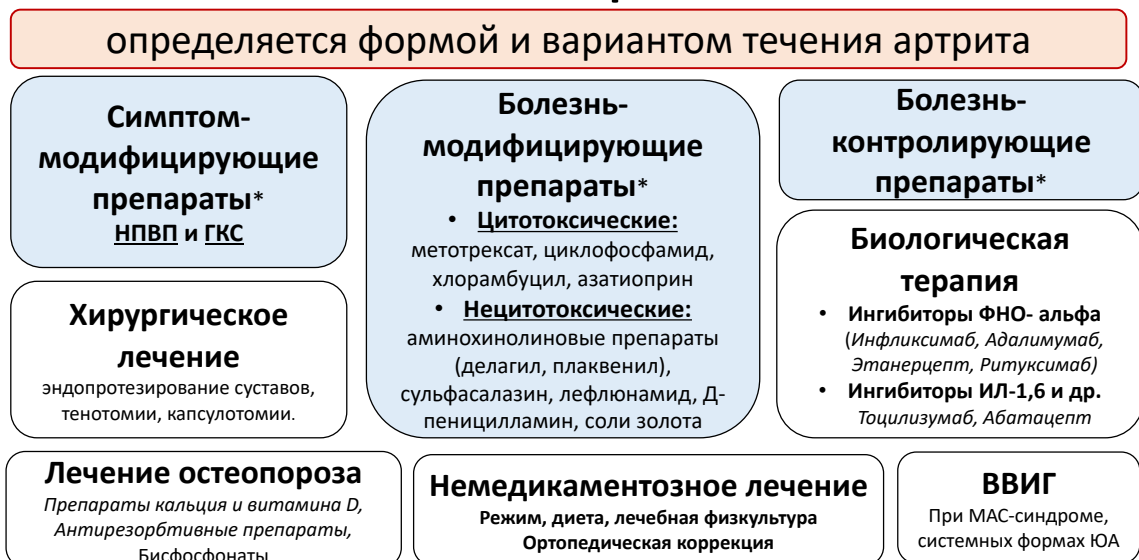 определяется формой и вариантом течения артрита
Симптом-
модифицирующие
препараты*
НПВП и ГКС
Хирургическое
лечение
эндопротезирование суставов,
тенотомии, капсулотомии.
Болезнь-
модифицирующие
препараты*
• Цитотоксические:
метотрексат, циклофосфамид,
хлорамбуцил, азатиоприн
• Нецитотоксические:
аминохинолиновые препараты
(делагил, плаквенил),
сульфасалазин, лефлюнамид, Д-
пеницилламин, соли золота
Болезнь-
контролирующие
препараты*
Биологическая
терапия
• Ингибиторы ФНО- альфа
(Инфликсимаб, Адалимумаб,
Этанерцепт, Ритуксимаб)
• Ингибиторы ИЛ-1,6 и др.
Тоцилизумаб, Абатацепт
Лечение остеопороза
Препараты кальция и витамина D,
Антирезорбтивные препараты,
Бисфосфонаты
Немедикаментозное лечение
Режим, диета, лечебная физкультура
Ортопедическая коррекция
ВВИГ
При МАС-синдроме,
системных формах ЮА